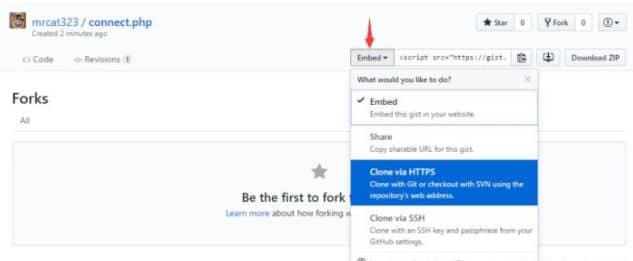 mrcat323 / connect.php
Star 0 Fork 0
Created 2 minutes ago
Code Revisions 1
Embed <script src="https://gist. Download ZIP
What would you like to do?
Forks
Embed
Embed this gist in your website.
All
Share
Copy sharable URL for this gist.
Clone via HTTPS
Clone with Git or checkout with SVN using the
repository's web address.
Be the first to fork
Learn more about how forking
Clone via SSH
Clone with an SSH key and passphrase from your
GitHub settings.